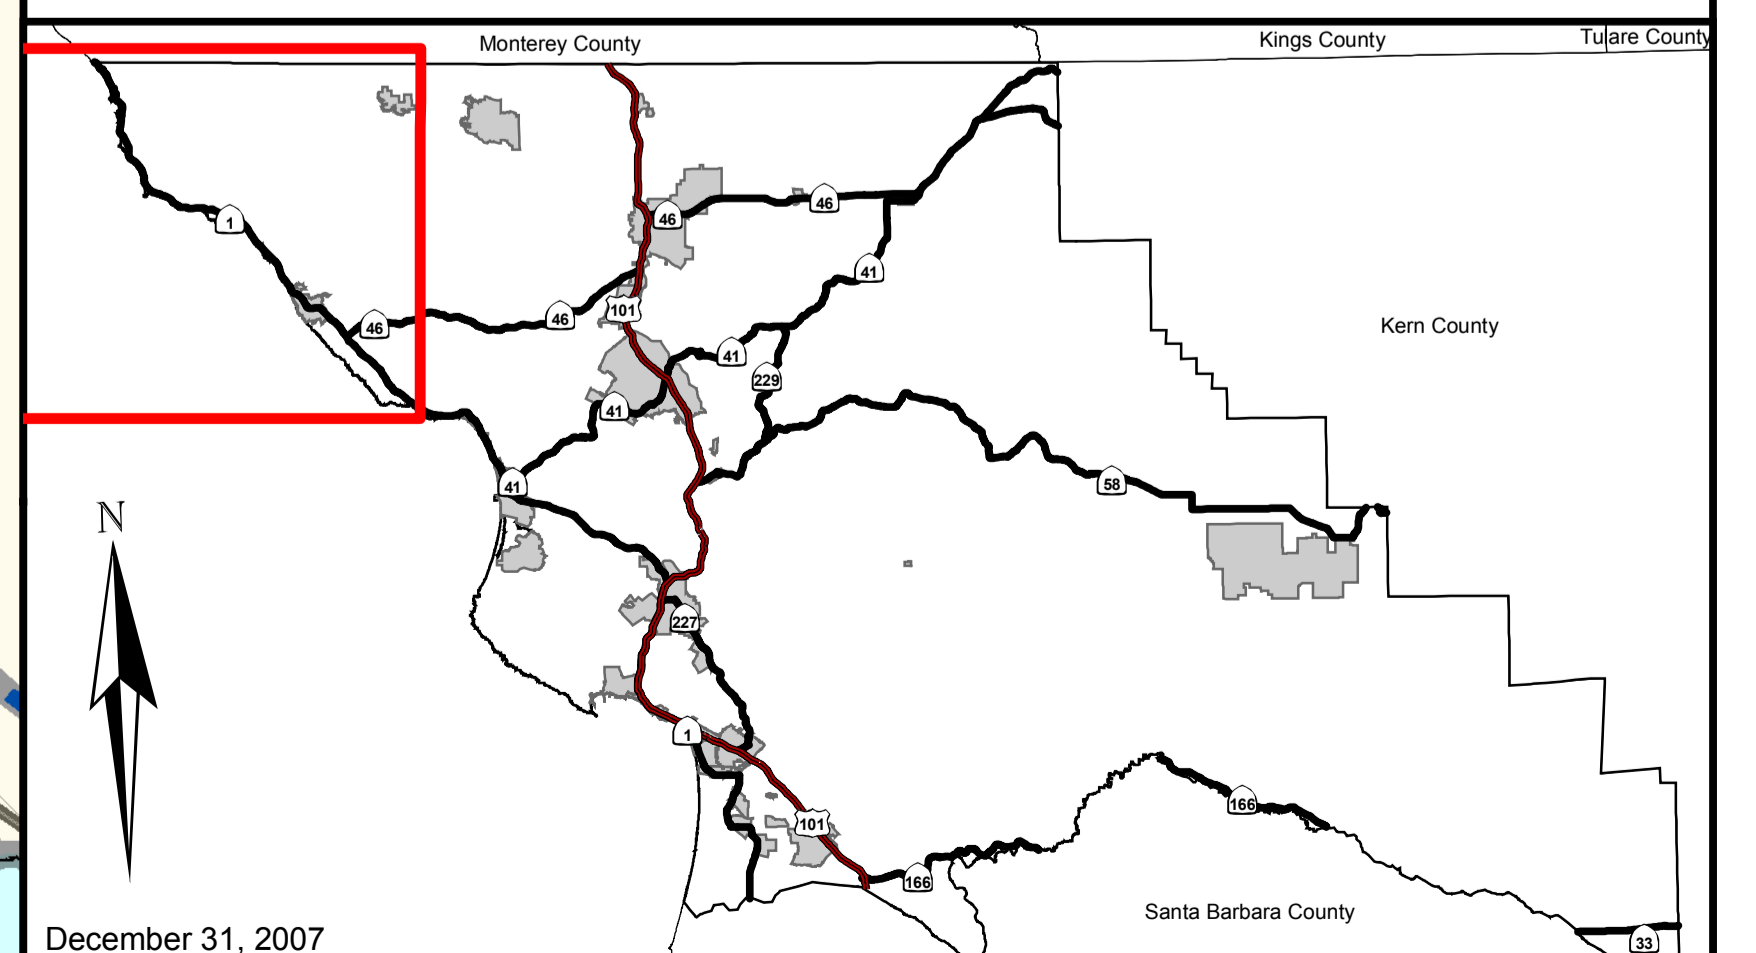 Monterey County
Kings County
Tulare County
1
46
46
41
46
46
101
41
41
229
Kern County
41
58
N
227
1
101
166
166
Santa Barbara County
33
December 31, 2007